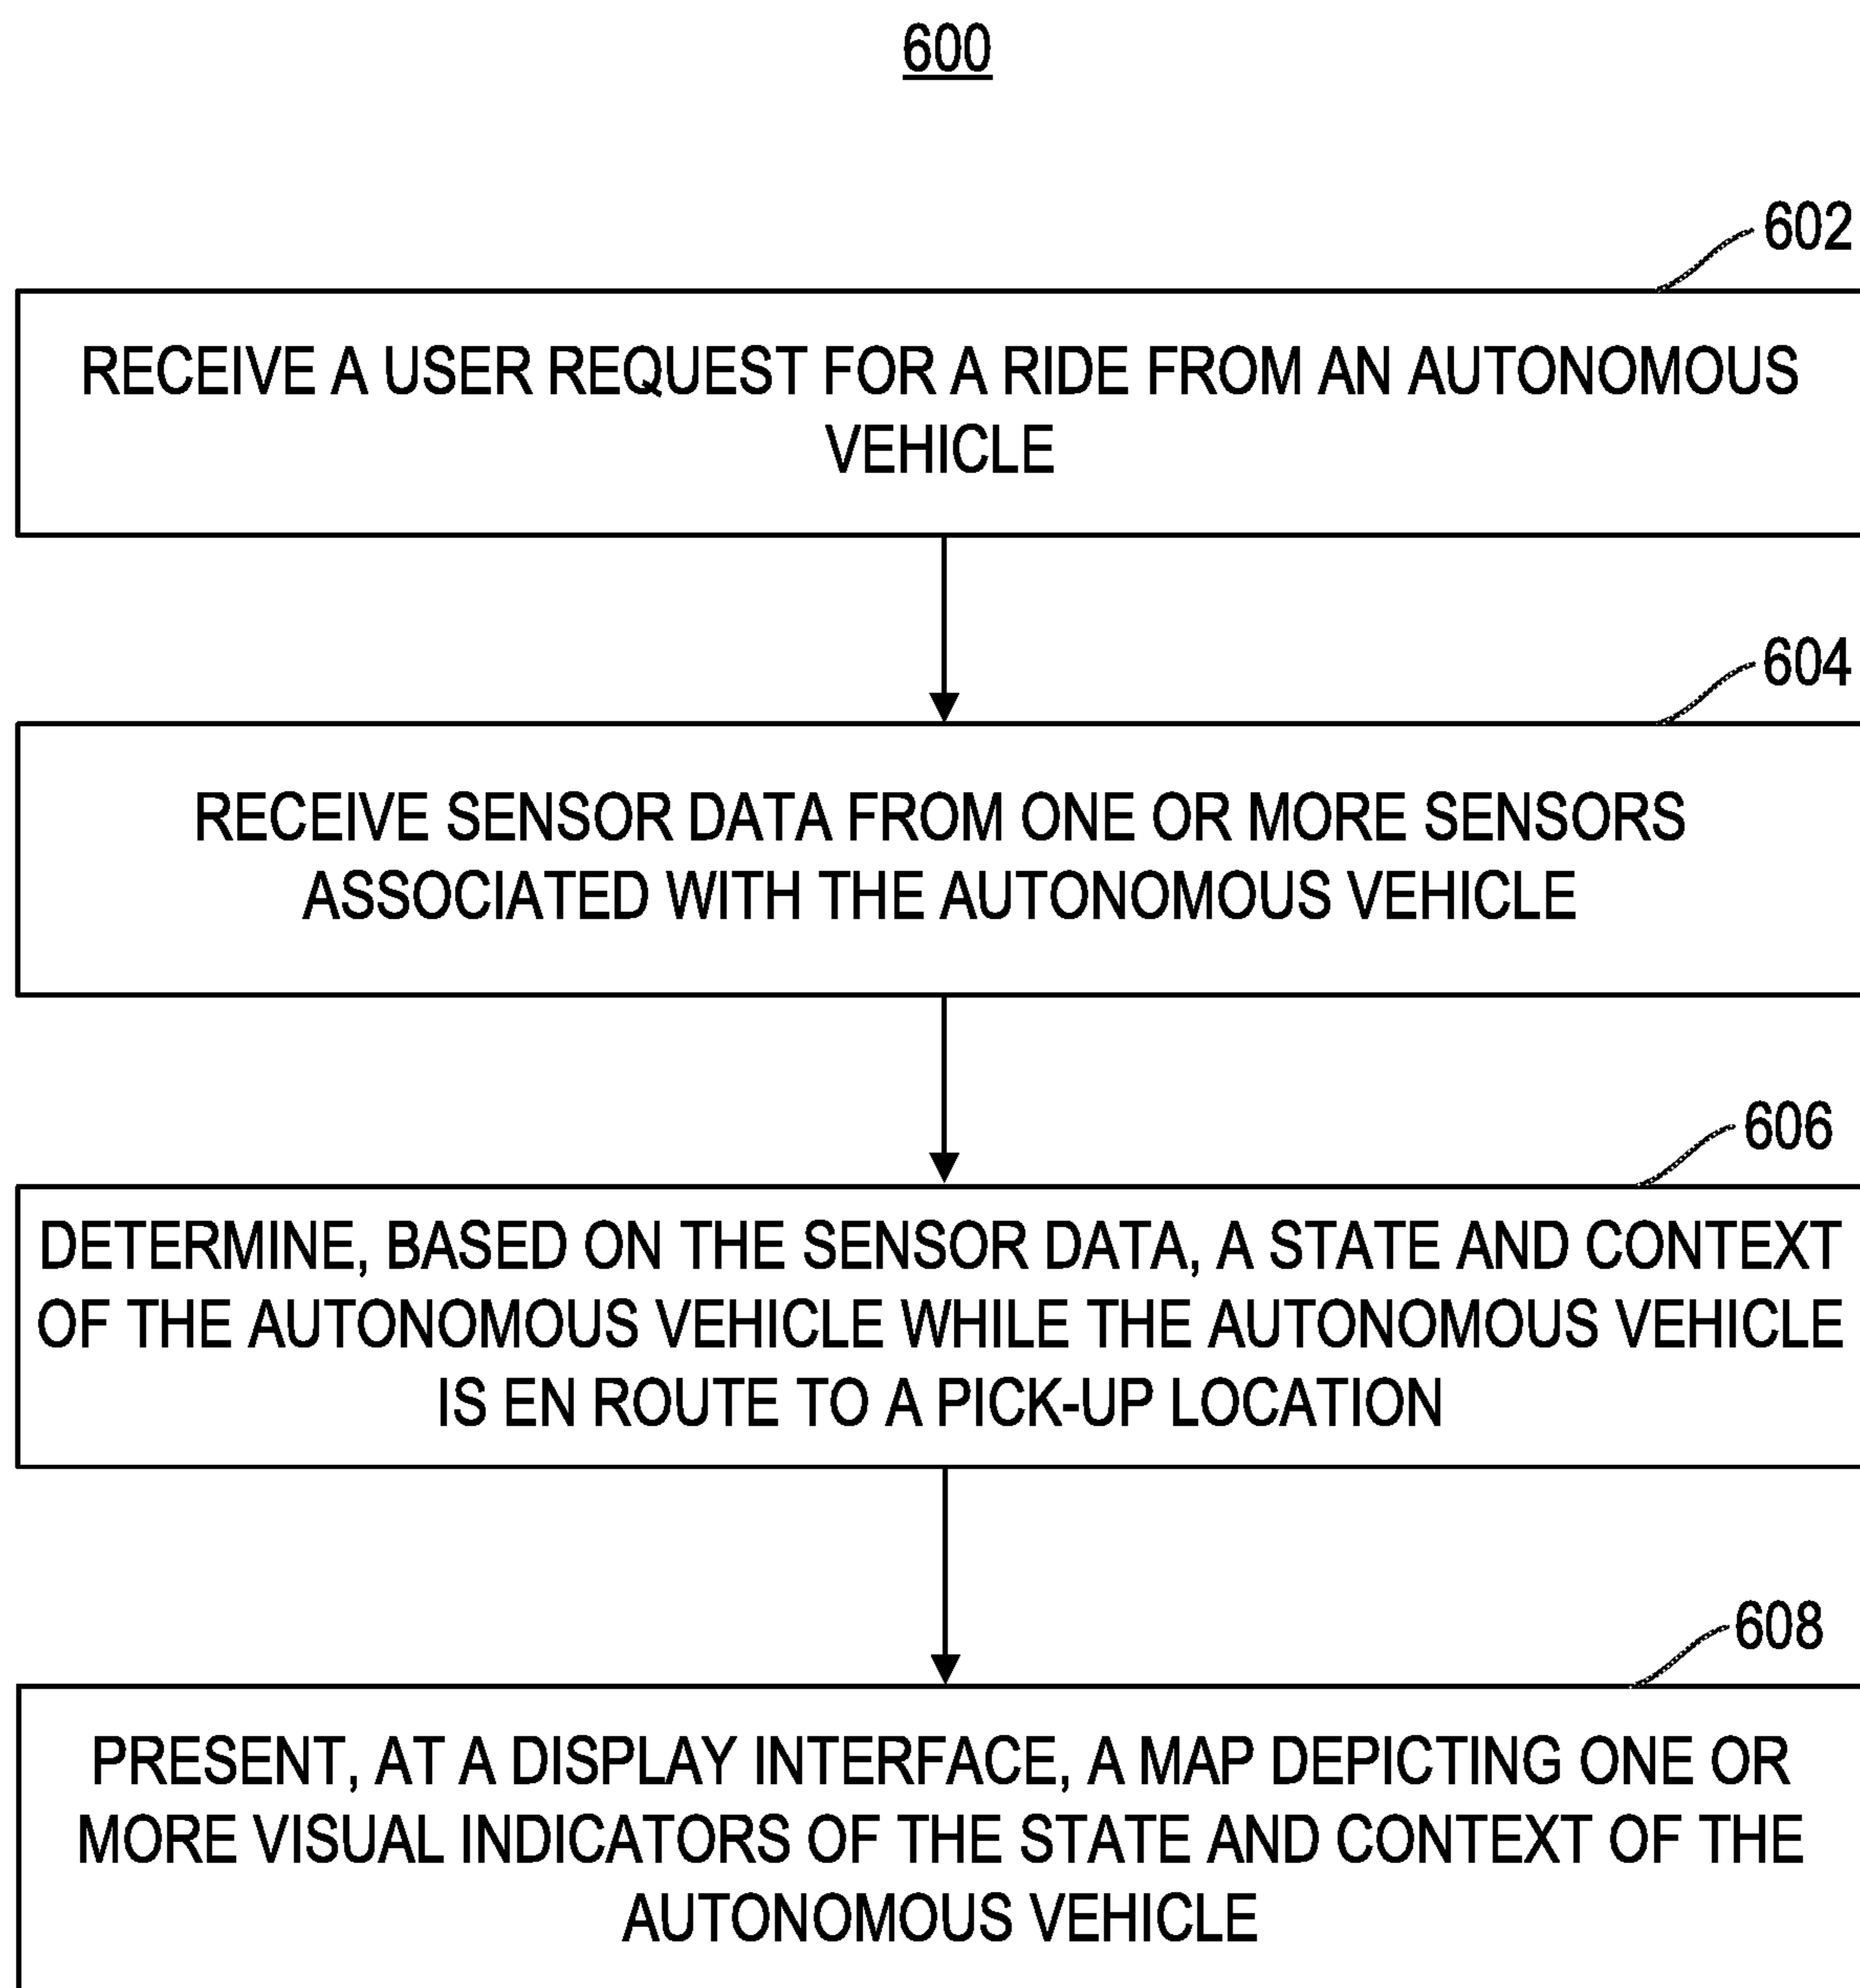 600
602
RECEIVE A USER REQUEST FOR A RIDE FROM AN AUTONOMOUS
VEHICLE
604
RECEIVE SENSOR DATA FROM ONE OR MORE SENSORS
ASSOCIATED WITH THE AUTONOMOUS VEHICLE
606
DETERMINE, BASED ON THE SENSOR DATA, A STATE AND CONTEXT
OF THE AUTONOMOUS VEHICLE WHILE THE AUTONOMOUS VEHICLE
IS EN ROUTE TO A PICK-UP LOCATION
608
PRESENT, AT A DISPLAY INTERFACE, A MAP DEPICTING ONE OR
MORE VISUAL INDICATORS OF THE STATE AND CONTEXT OF THE
AUTONOMOUS VEHICLE